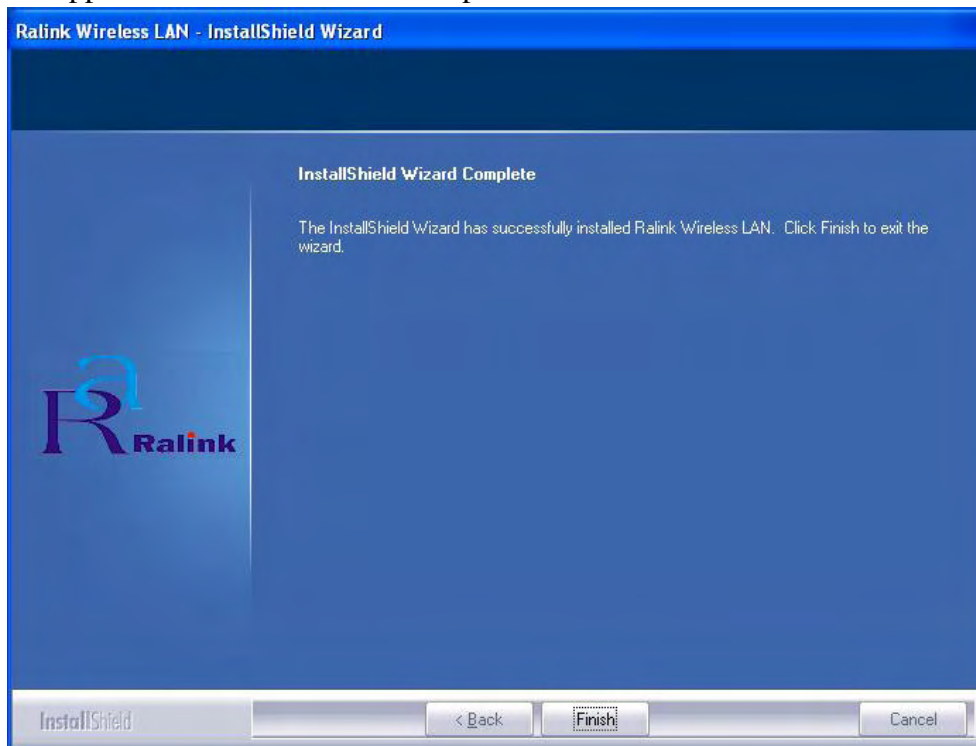 Ralink Wireless LAN - InstallShield Wizard
InstallShield Wizard Complete
The InstallShield Wizard has successfully installed Ralink Wireless LAN. Click Finish to exit the
wizard.
Ra
Ralink
InstallShield
< Back
Finish
Cancel